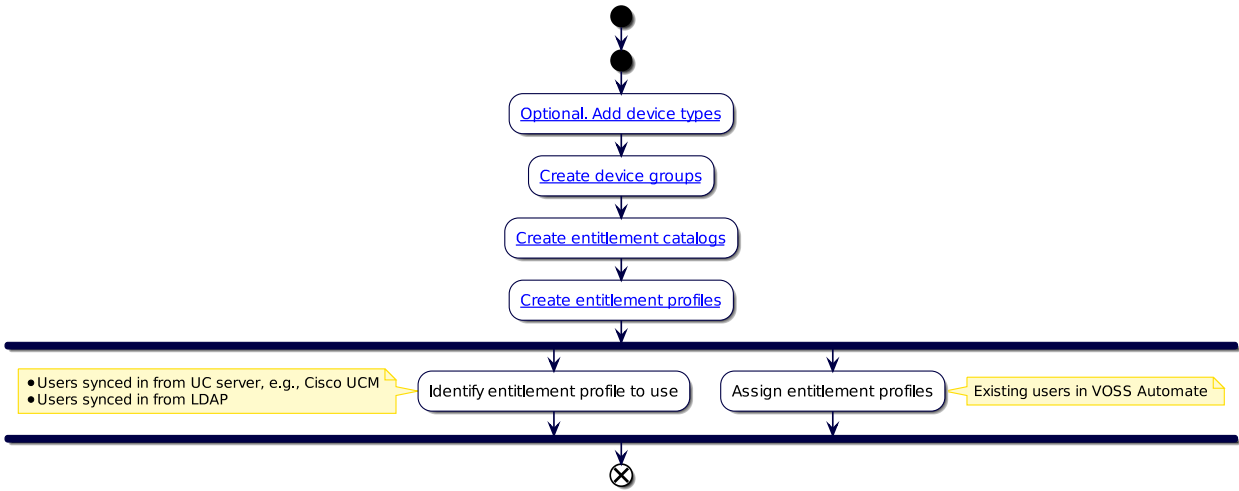 Optional. Add device types
Create device groups
Create entitlement catalogs
Create entitlement profiles
•Users synced in from UC server, e.g., Cisco UCM
•Users synced in from LDAP
Identify entitlement profile to use
Assign entitlement profiles
Existing users in VOSS Automate